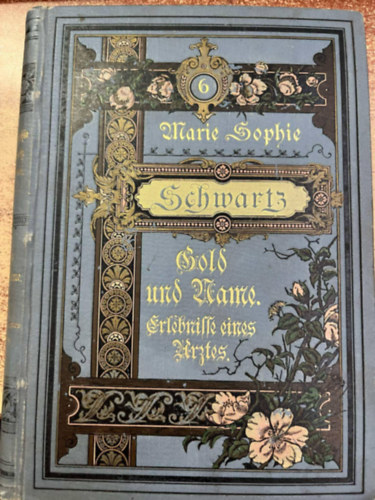 6
Marie Sophie
Schwartz
Gold
und Name.
Erlebnisse eines
Arztes.